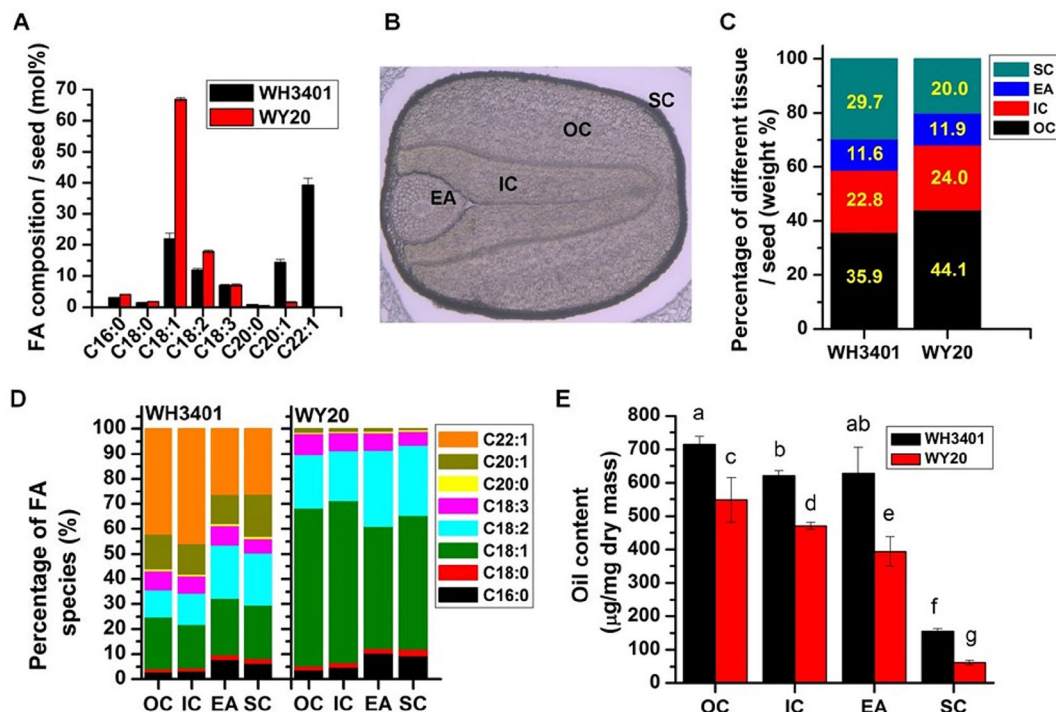 A
FA composition / seed (mol%)
70
60
50
40
30
20
10
0
WH3401
WY20
C16:0
C18:0
C18:1
C18:2
C18:3
C20:0
C20:1
C22:1
B
SC
OC
IC
EA
C
Percentage of different tissue
/ seed (weight %)
100
80
60
40
20
0
29.7
11.6
22.8
35.9
20.0
11.9
24.0
44.1
WH3401
WY20
SC
EA
IC
OC
D
Percentage of FA
species (%)
100
90
80
70
60
50
40
30
20
10
0
WH3401
WY20
OC IC EA SC
OC IC EA SC
C22:1
C20:1
C20:0
C18:3
C18:2
C18:1
C18:0
C16:0
E
Oil content
(µg/mg dry mass)
800
700
600
500
400
300
200
100
0
a
c
b
d
ab
e
f
g
WH3401
WY20
OC
IC
EA
SC